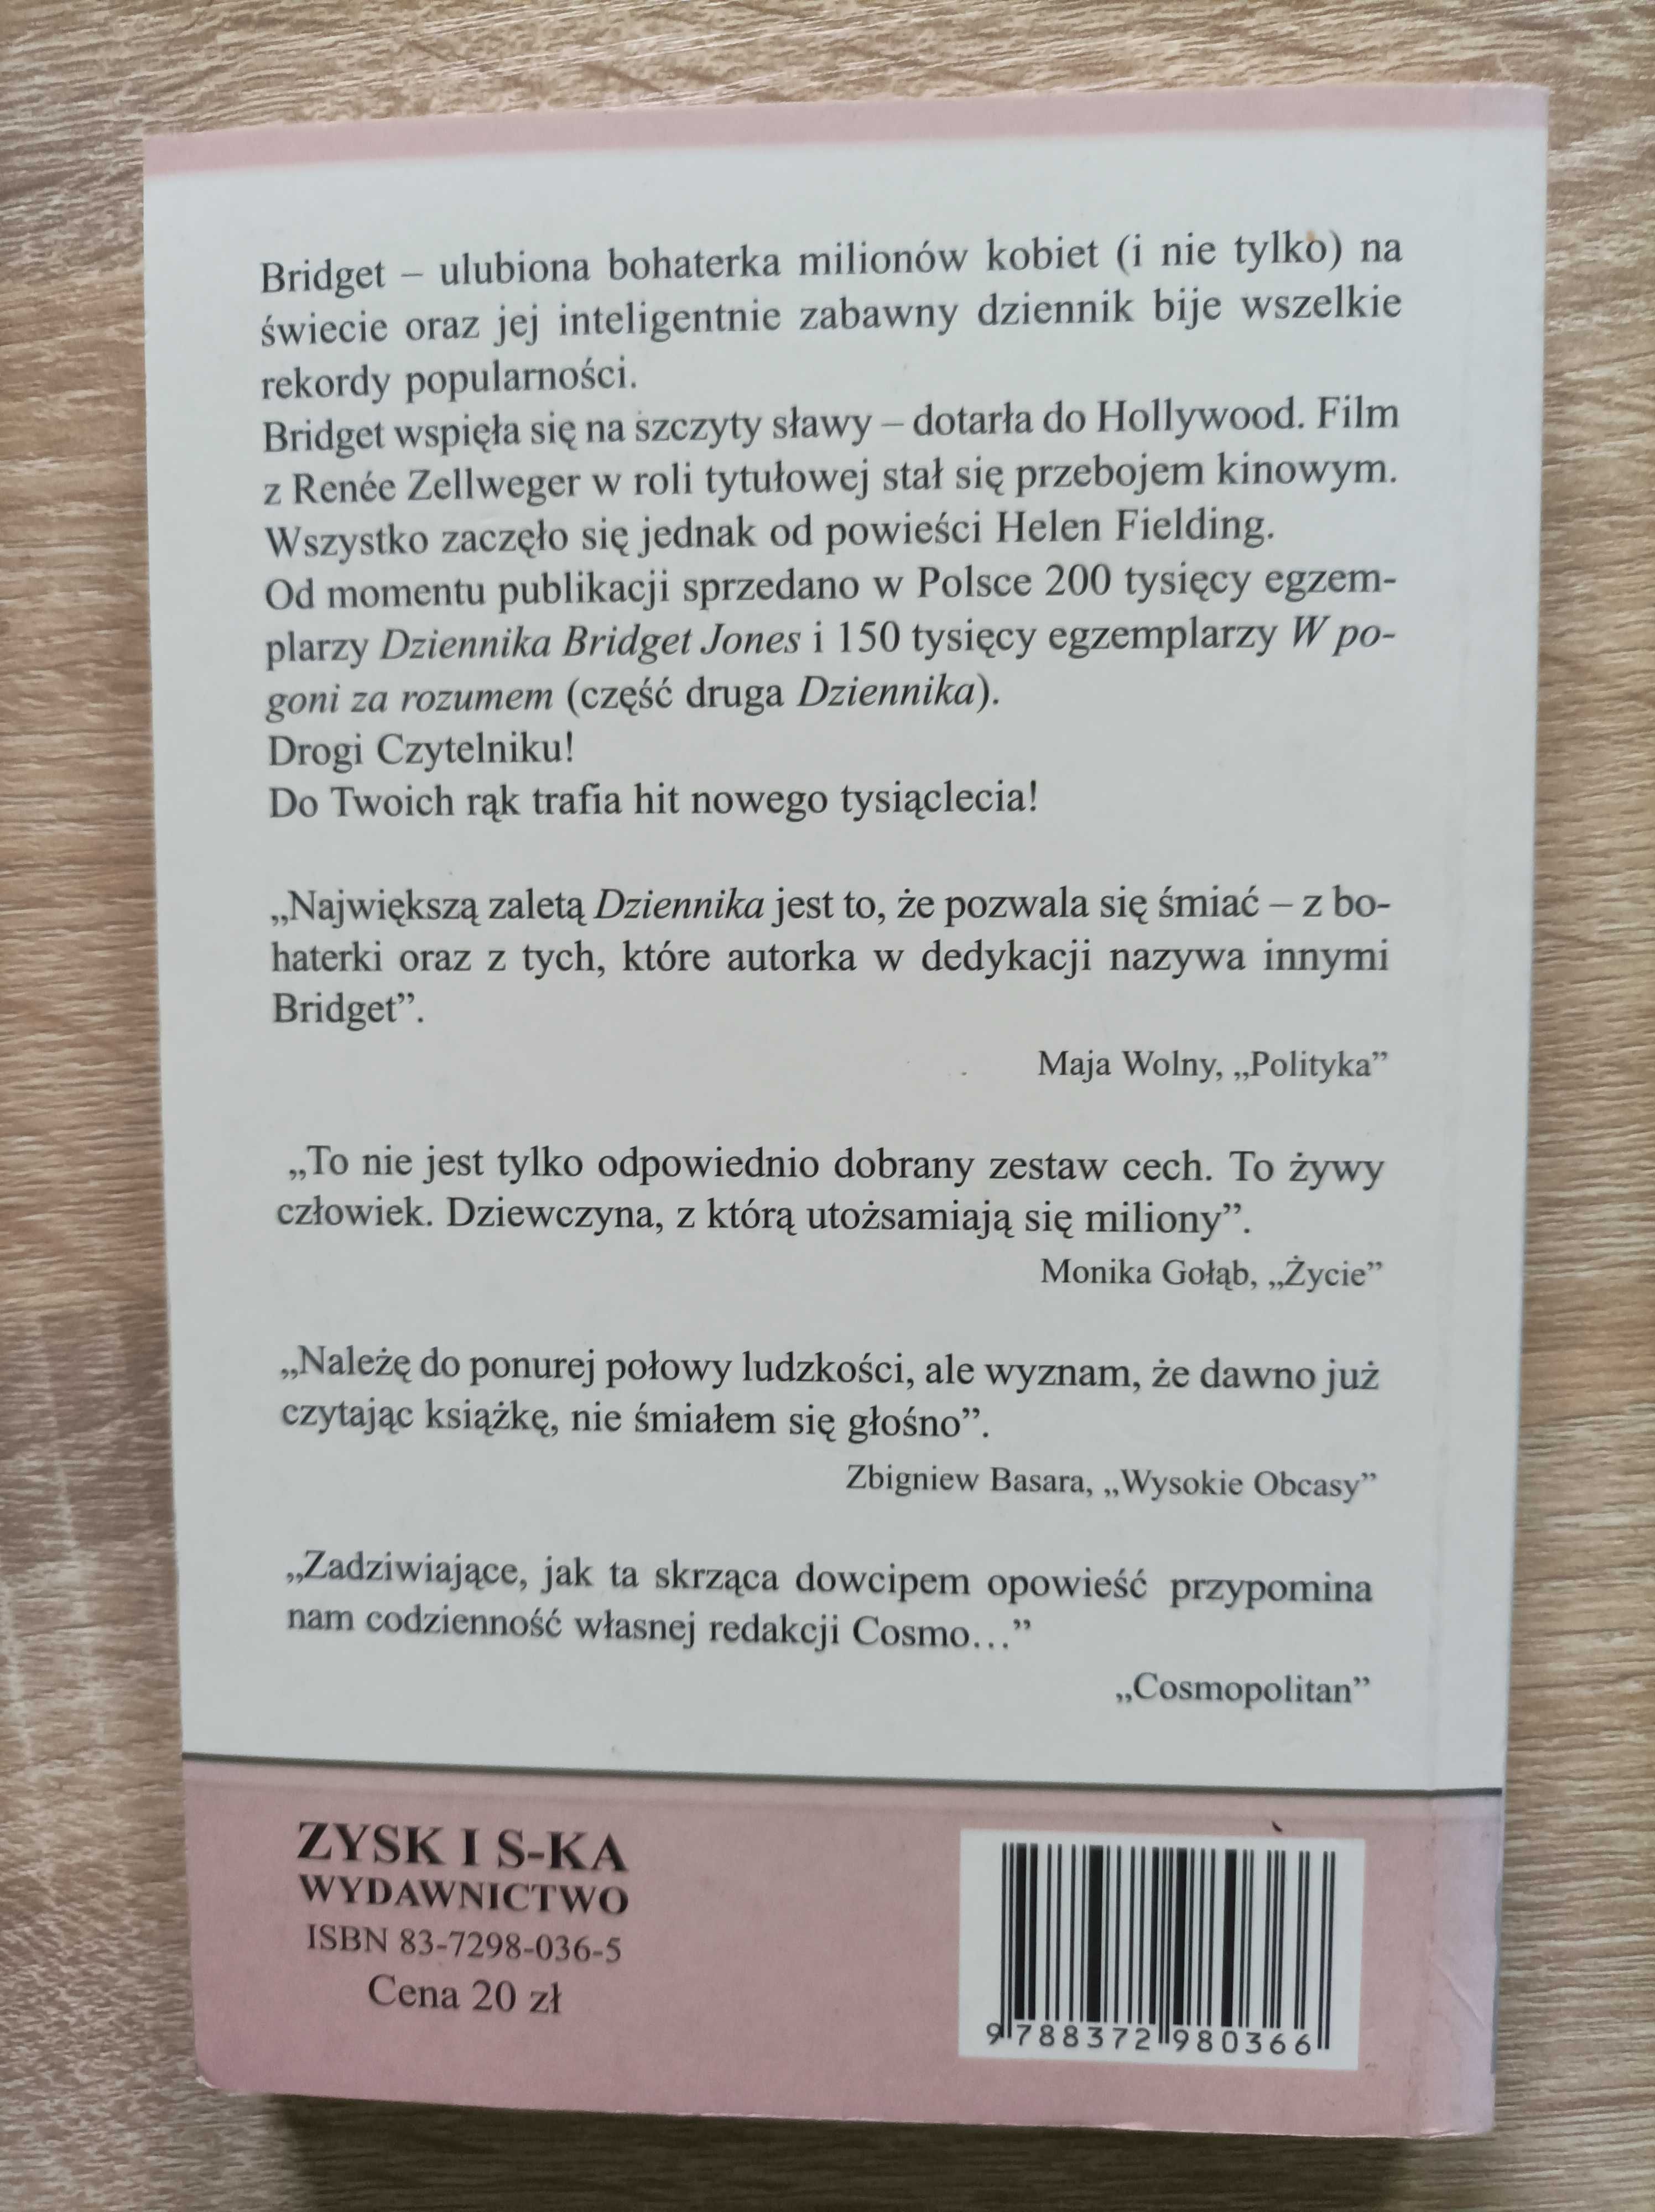 Bridget – ulubiona bohaterka milionów kobiet (i nie tylko) na
świecie oraz jej inteligentnie zabawny dziennik bije wszelkie
rekordy popularności.
Bridget wspięła się na szczyty sławy – dotarła do Hollywood. Film
z Renée Zellweger w roli tytułowej stał się przebojem kinowym.
Wszystko zaczęło się jednak od powieści Helen Fielding.
Od momentu publikacji sprzedano w Polsce 200 tysięcy egzem-
plarzy Dziennika Bridget Jones i 150 tysięcy egzemplarzy W po-
goni za rozumem (część druga Dziennika).
Drogi Czytelniku!
Do Twoich rąk trafia hit nowego tysiąclecia!
„Największą zaletą Dziennika jest to, że pozwala się śmiać – z bo-
haterki oraz z tych, które autorka w dedykacji nazywa innymi
Bridget”.
Maja Wolny, „Polityka”
„To nie jest tylko odpowiednio dobrany zestaw cech. To żywy
człowiek. Dziewczyna, z którą utożsamiają się miliony”.
Monika Gołąb, „Życie”
„Należę do ponurej połowy ludzkości, ale wyznam, że dawno już
czytając książkę, nie śmiałem się głośno”.
Zbigniew Basara, „Wysokie Obcasy”
„Zadziwiające, jak ta skrząca dowcipem opowieść przypomina
nam codzienność własnej redakcji Cosmo…”
„Cosmopolitan”
ZYSK I S-KA
WYDAWNICTWO
ISBN 83-7298-036-5
Cena 20 zł
9 788372 980366